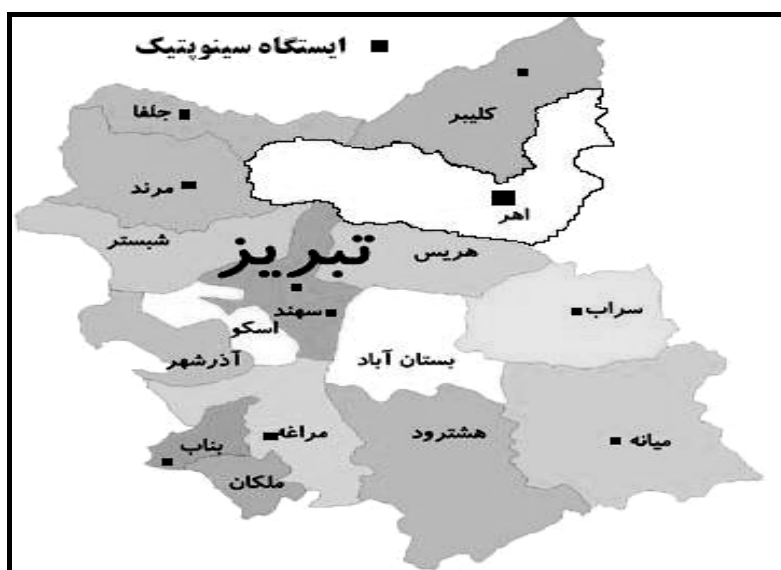 ایستگاه سینوپتیک
کلیبر
جلفا
مرند
اهر
شبستر
تبریز
هریس
سهند
سراب
اسکو
آذرشهر
بستان آباد
بناب
مراغه
هشترود
میانه
ملکان